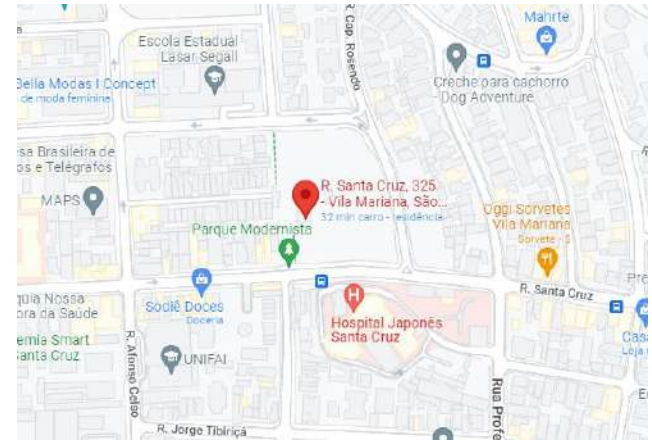 Mahrte
R. Cap. Rosendo
Escola Estadual
Lasar Segall
Creche para cachorro
Dog Adventure
Bella Modas | Concept
de moda feminina
sa Brasileira de
os e Telégrafos
MAPS
R. Santa Cruz, 325
- Vila Mariana, São...
32 min carro - residência
Parque Modernista
Oggi Sorvetes
Vila Mariana
Sorvete - $
R. Santa Cruz
Pre
quia Nossa
ora da Saúde
Sodiê Doces
Doceria
Hospital Japonês
Santa Cruz
Casa
Loja
emia Smart
Santa Cruz
R. Afonso Celso
UNIFAI
Rua Profe
R. Jorge Tibiriçá